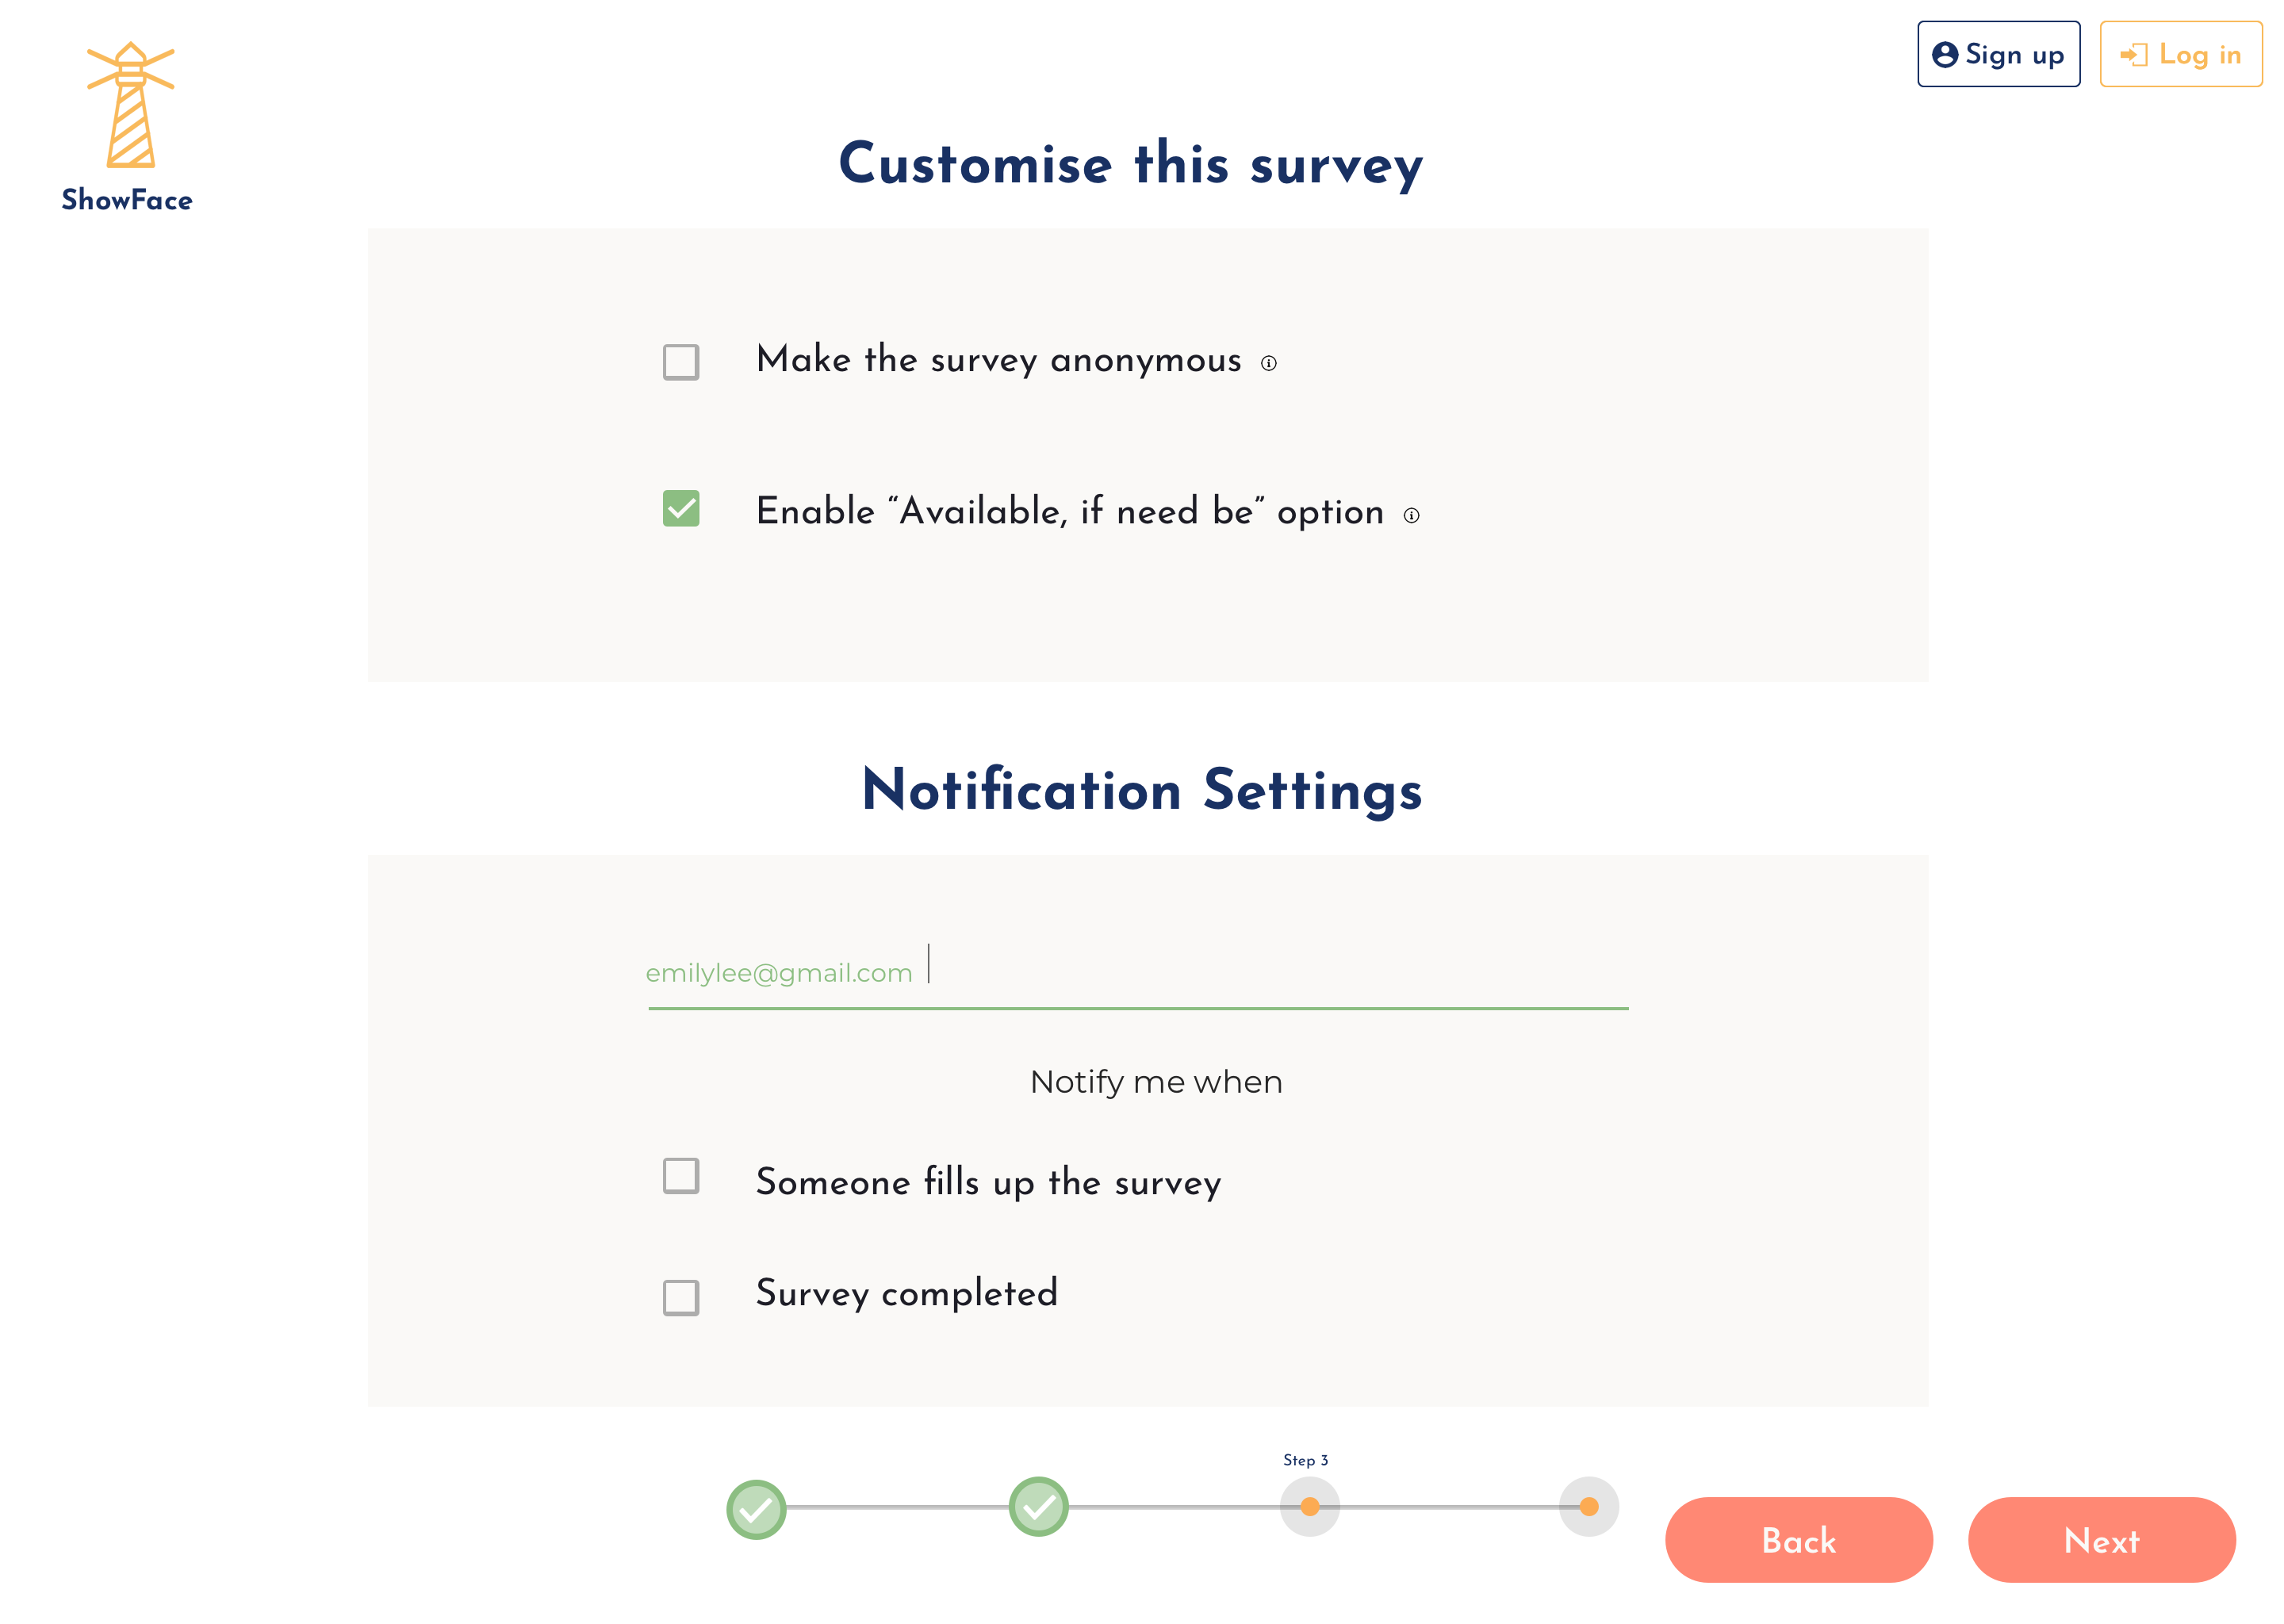 Sign up
Log in
ShowFace
Customise this survey
Make the survey anonymous
Enable “Available, if need be” option
Notification Settings
emilylee@gmail.com
Notify me when
Someone fills up the survey
Survey completed
Step 3
Back
Next